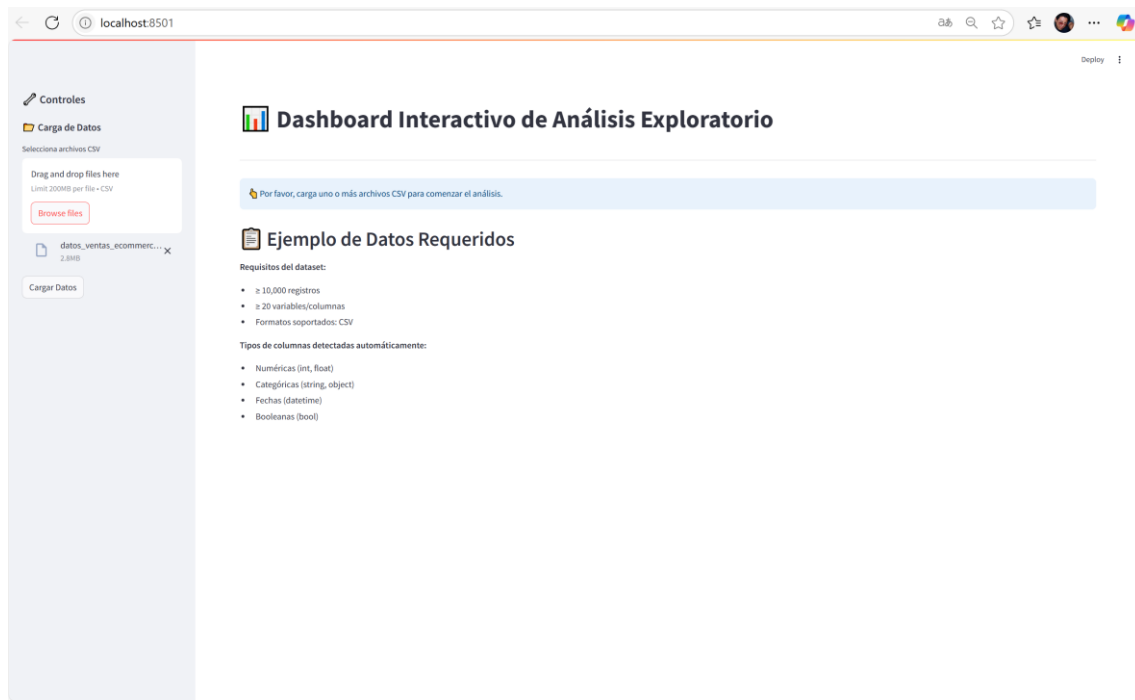 localhost:8501
Deploy
Controles
Carga de Datos
Selecciona archivos CSV
Drag and drop files here
Limit 200MB per file • CSV
Browse files
datos_ventas_ecommerc...
2.8MB
Cargar Datos
Dashboard Interactivo de Análisis Exploratorio
Por favor, carga uno o más archivos CSV para comenzar el análisis.
Ejemplo de Datos Requeridos
Requisitos del dataset:
• ≥ 10,000 registros
• ≥ 20 variables/columnas
• Formatos soportados: CSV
Tipos de columnas detectadas automáticamente:
• Numéricas (int, float)
• Categóricas (string, object)
• Fechas (datetime)
• Booleanas (bool)